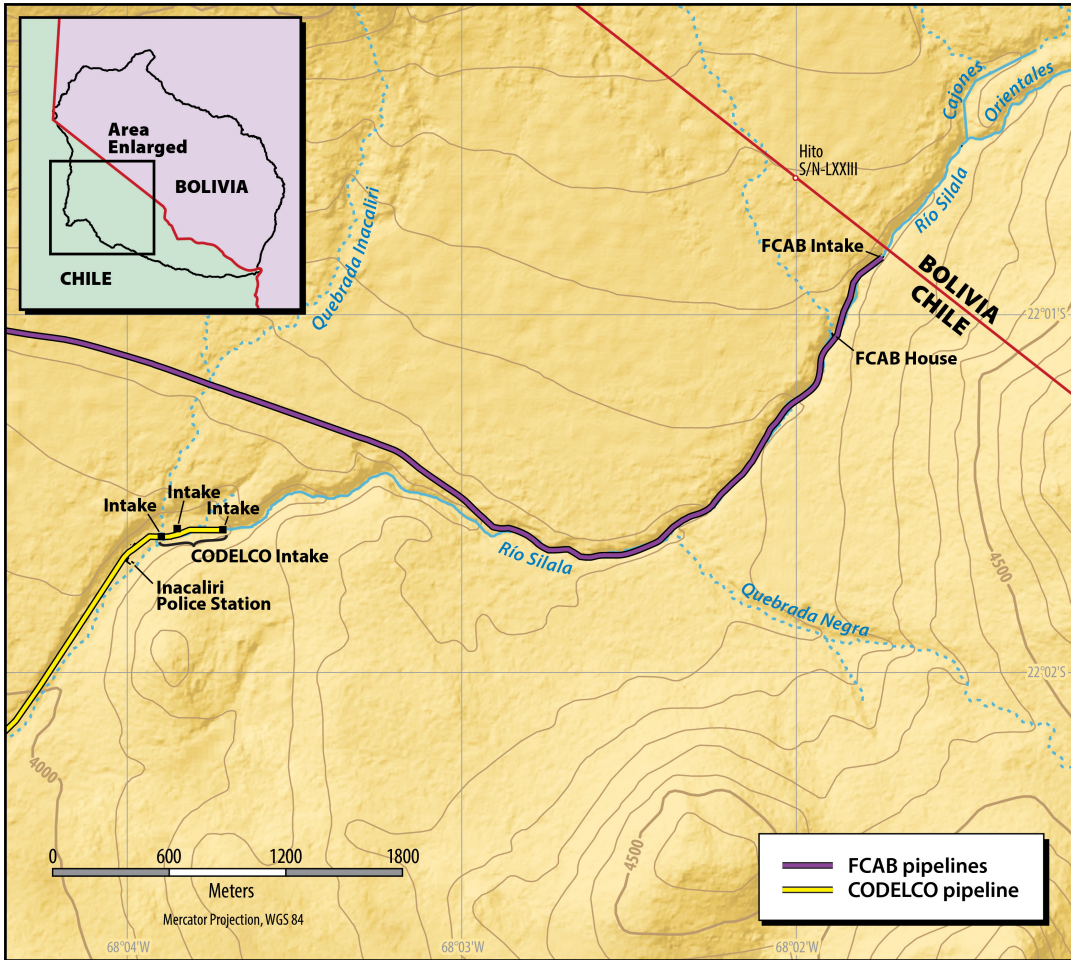 Area
Enlarged
BOLIVIA
CHILE
Cajones
Orientales
Hito
S/N-LXXIII
Río Silala
Quebrada Inacaliri
FCAB Intake
BOLIVIA
CHILE
22°01'S
FCAB House
Intake
Intake
Intake
CODELCO Intake
Río Silala
Inacaliri
Police Station
Quebrada Negra
4500
22°02'S
4000
4500
0 600 1200 1800
Meters
Mercator Projection, WGS 84
FCAB pipelines
CODELCO pipeline
68°04'W
68°03'W
68°02'W